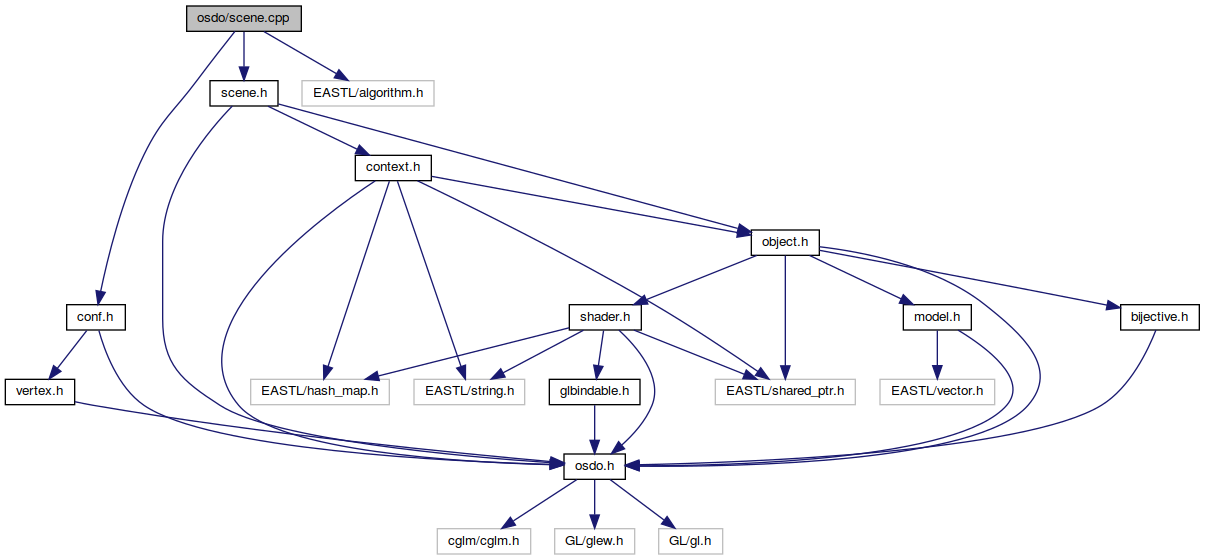 osdo/scene.cpp
scene.h
EASTL/algorithm.h
context.h
object.h
conf.h
shader.h
model.h
bijective.h
vertex.h
EASTL/hash_map.h
EASTL/string.h
glbindable.h
EASTL/shared_ptr.h
EASTL/vector.h
osdo.h
cglm/cglm.h
GL/glew.h
GL/gl.h